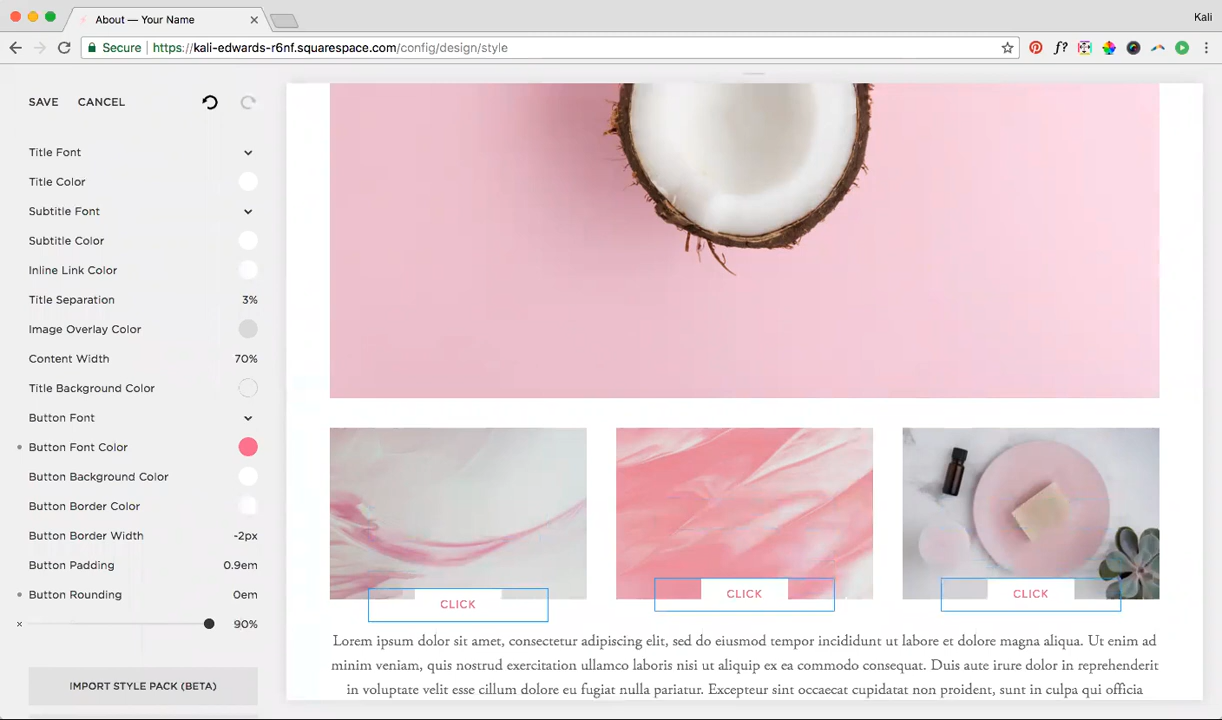 About — Your Name
Kali
Secure
https://kali-edwards-r6nf.squarespace.com/config/design/style
f?
SAVE CANCEL
Title Font
Title Color
Subtitle Font
Subtitle Color
Inline Link Color
Title Separation 3%
Image Overlay Color
Content Width 70%
Title Background Color
Button Font
Button Font Color
Button Background Color
Button Border Color
Button Border Width -2px
Button Padding 0.9em
Button Rounding 0em
90%
IMPORT STYLE PACK (BETA)
CLICK
CLICK
CLICK
Lorem ipsum dolor sit amet, consectetur adipiscing elit, sed do eiusmod tempor incididunt ut labore et dolore magna aliqua. Ut enim ad
minim veniam, quis nostrud exercitation ullamco laboris nisi ut aliquip ex ea commodo consequat. Duis aute irure dolor in reprehenderit
in voluptate velit esse cillum dolore eu fugiat nulla pariatur. Excepteur sint occaecat cupidatat non proident, sunt in culpa qui officia